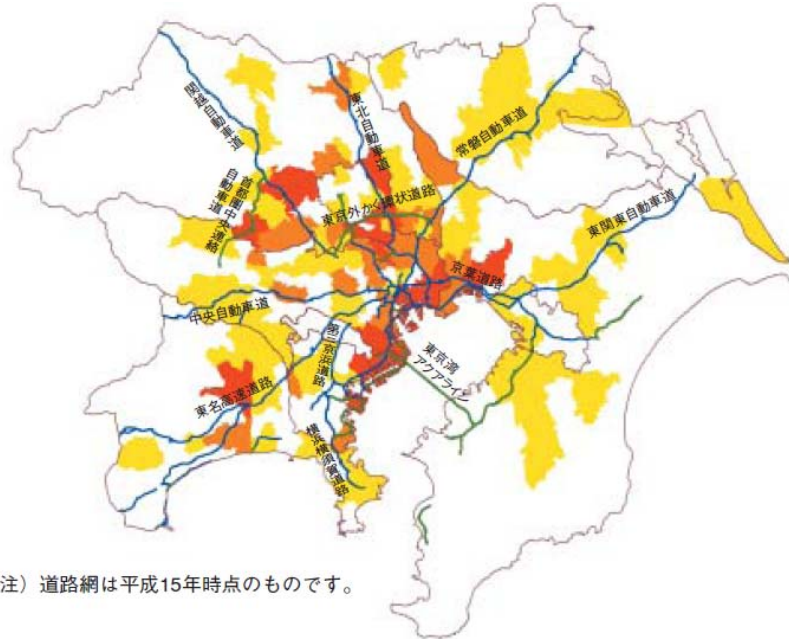 関越自動車道
東北自動車道
常磐自動車道
首都圏中央連絡
自動車道
東京外かく環状道路
東関東自動車道
京葉道路
中央自動車道
第三京浜道路
東京湾
アクアライン
東名高速道路
横浜横須賀道路
注）道路網は平成15年時点のものです。